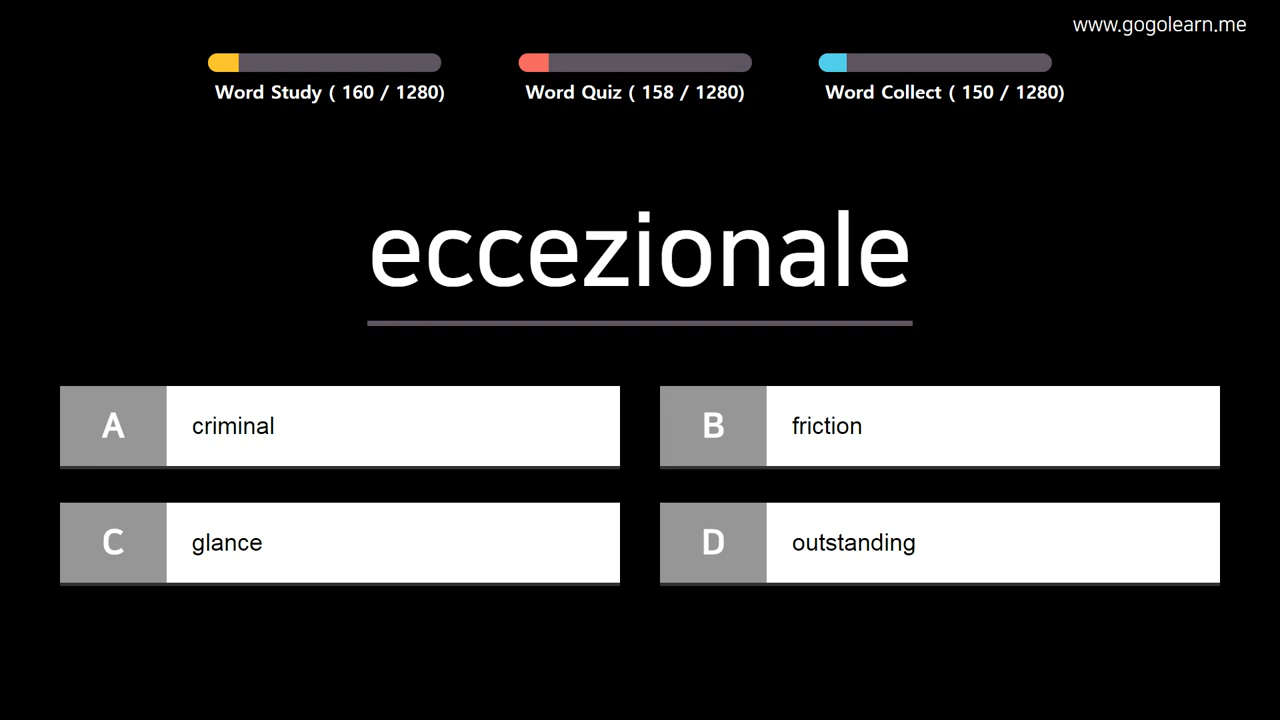 www.gogolearn.me
Word Study ( 160 / 1280)
Word Quiz ( 158 / 1280)
Word Collect ( 150 / 1280)
eccezionale
A criminal
B friction
C glance
D outstanding